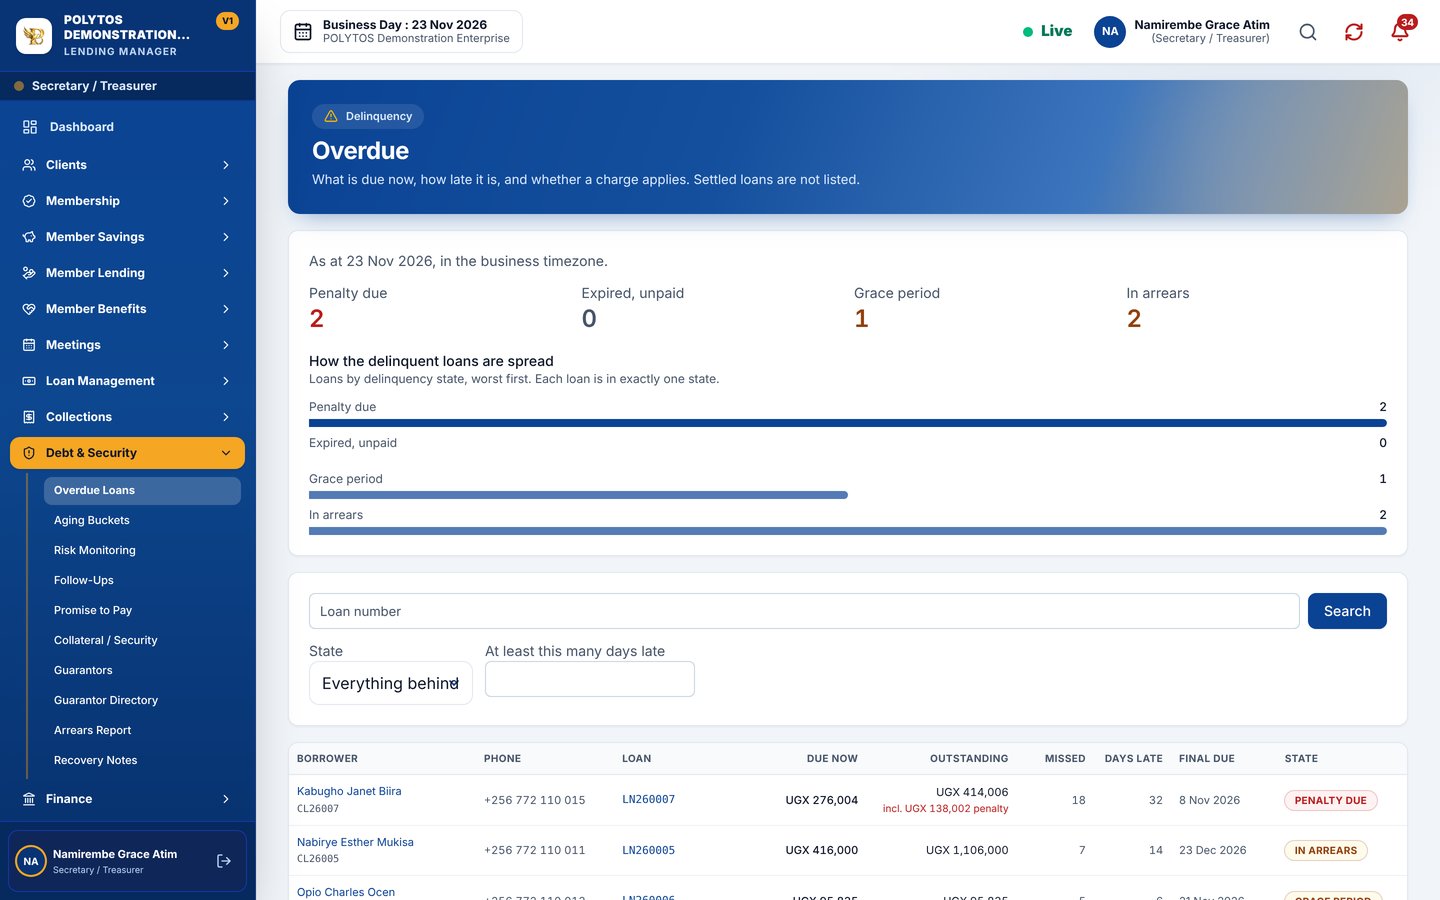 POLYTOS
DEMONSTRATION...
LENDING MANAGER
V1
Secretary / Treasurer
Dashboard
Clients
Membership
Member Savings
Member Lending
Member Benefits
Meetings
Loan Management
Collections
Debt & Security
Overdue Loans
Aging Buckets
Risk Monitoring
Follow-Ups
Promise to Pay
Collateral / Security
Guarantors
Guarantor Directory
Arrears Report
Recovery Notes
Finance
NA
Namirembe Grace Atim
Secretary / Treasurer
Business Day : 23 Nov 2026
POLYTOS Demonstration Enterprise
Live
NA
Namirembe Grace Atim
(Secretary / Treasurer)
34
Delinquency
Overdue
What is due now, how late it is, and whether a charge applies. Settled loans are not listed.
As at 23 Nov 2026, in the business timezone.
Penalty due
2
Expired, unpaid
0
Grace period
1
In arrears
2
How the delinquent loans are spread
Loans by delinquency state, worst first. Each loan is in exactly one state.
Penalty due 2
Expired, unpaid 0
Grace period 1
In arrears 2
Loan number
Search
State
Everything behind
At least this many days late
BORROWER PHONE LOAN DUE NOW OUTSTANDING MISSED DAYS LATE FINAL DUE STATE
Kabugho Janet Biira
CL26007
+256 772 110 015
LN260007
UGX 276,004
UGX 414,006
incl. UGX 138,002 penalty
18
32
8 Nov 2026
PENALTY DUE
Nabirye Esther Mukisa
CL26005
+256 772 110 011
LN260005
UGX 416,000
UGX 1,106,000
7
14
23 Dec 2026
IN ARREARS
Opio Charles Ocen